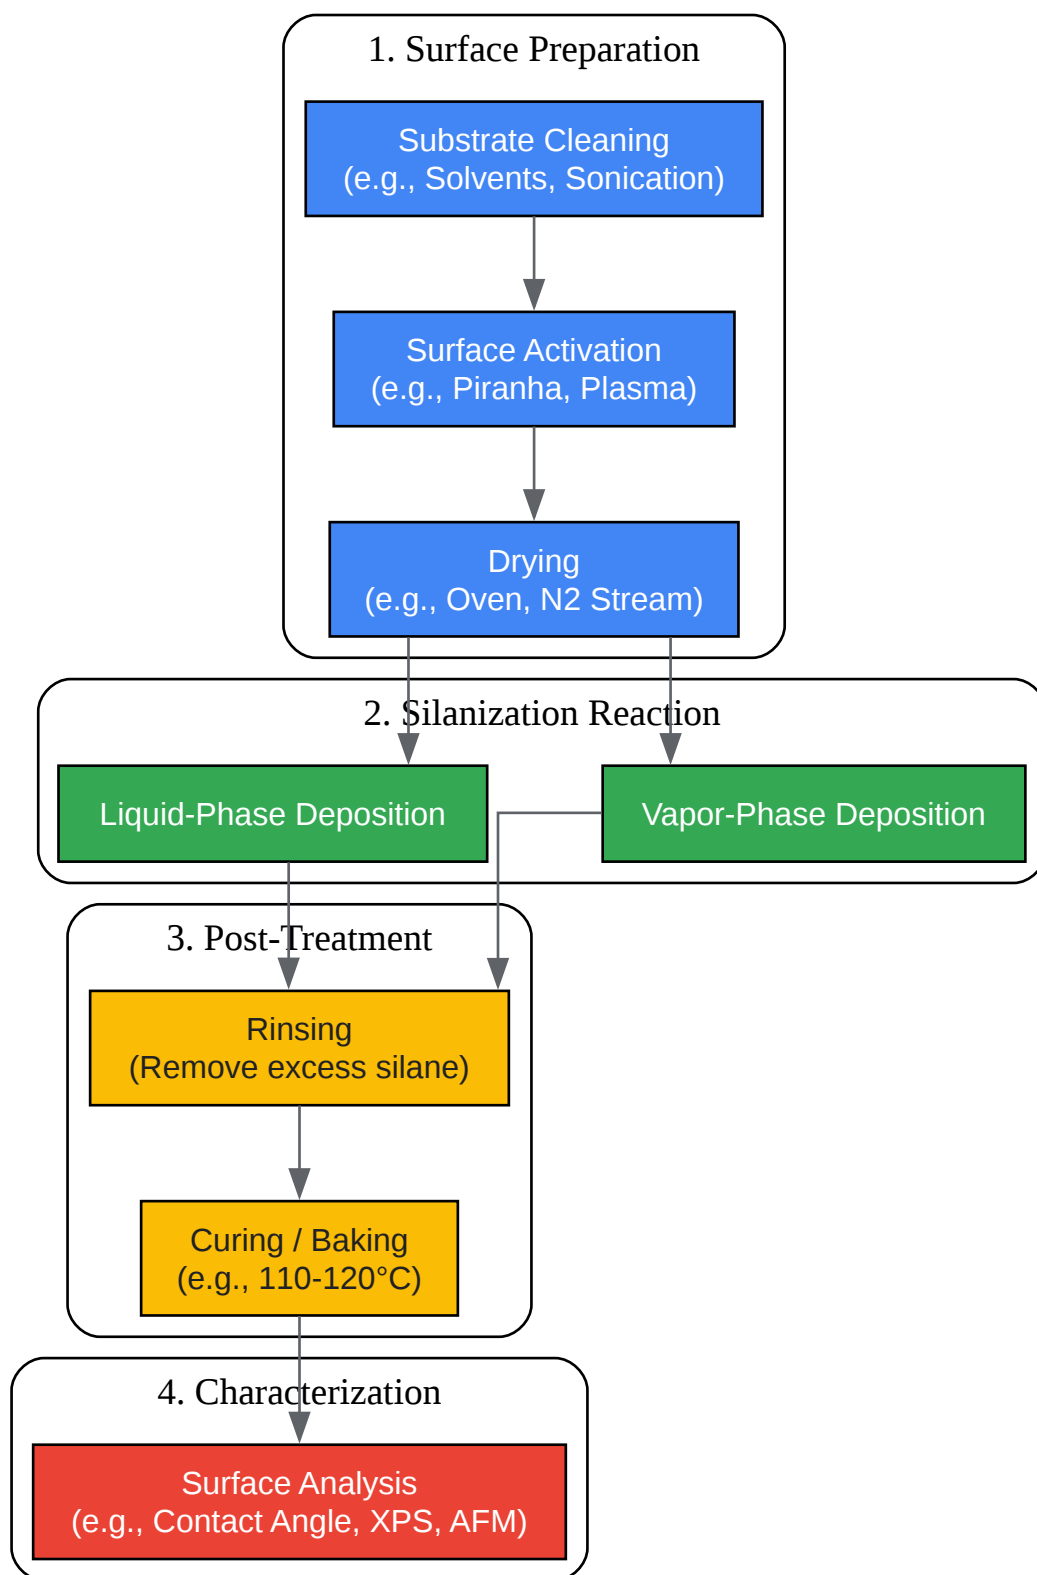 1. Surface Preparation
Substrate Cleaning
(e.g., Solvents, Sonication)
Surface Activation
(e.g., Piranha, Plasma)
Drying
(e.g., Oven, N2 Stream)
2. Silanization Reaction
Liquid-Phase Deposition
Vapor-Phase Deposition
3. Post-Treatment
Rinsing
(Remove excess silane)
Curing / Baking
(e.g., 110-120°C)
4. Characterization
Surface Analysis
(e.g., Contact Angle, XPS, AFM)